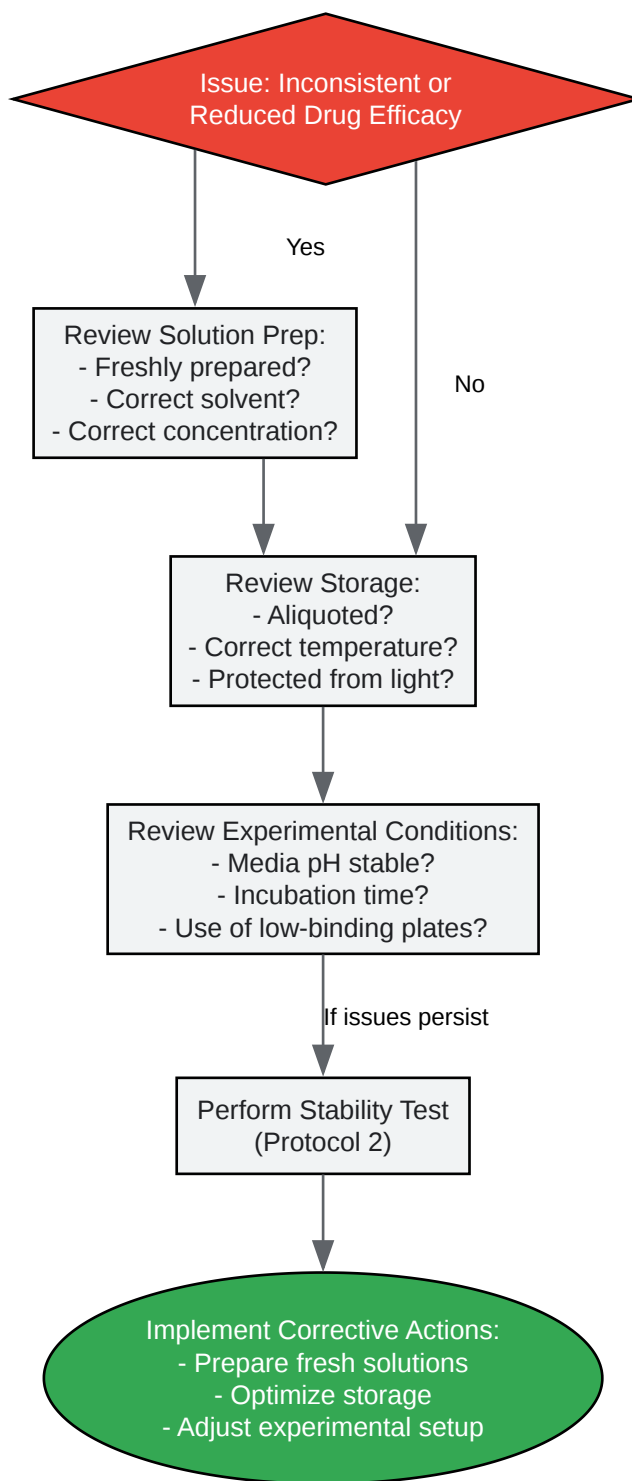 Issue: Inconsistent or
Reduced Drug Efficacy
Yes
Review Solution Prep:
- Freshly prepared?
- Correct solvent?
- Correct concentration?
No
Review Storage:
- Aliquoted?
- Correct temperature?
- Protected from light?
Review Experimental Conditions:
- Media pH stable?
- Incubation time?
- Use of low-binding plates?
If issues persist
Perform Stability Test
(Protocol 2)
Implement Corrective Actions:
- Prepare fresh solutions
- Optimize storage
- Adjust experimental setup